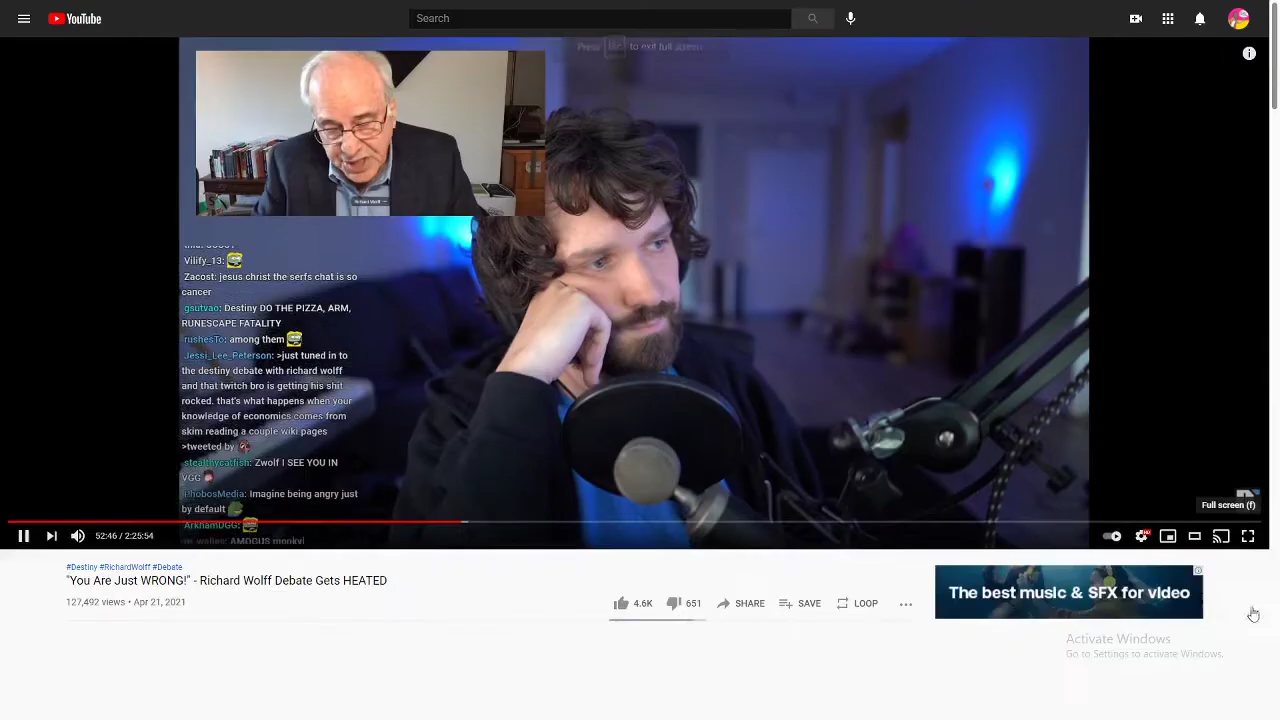 YouTube
Search
Press Esc to exit full screen
Richard Wolff
Vilify_13:
Zacost: jesus christ the serfs chat is so
cancer
gsutvao: Destiny DO THE PIZZA, ARM,
RUNESCAPE FATALITY
rushesTo: among them
Jessi_Lee_Peterson: >just tuned in to
the destiny debate with richard wolff
and that twitch bro is getting his shit
rocked. that's what happens when your
knowledge of economics comes from
skim reading a couple wiki pages
>tweeted by
stealthycatfish: Zwolf I SEE YOU IN
VGG
PhobosMedia: Imagine being angry just
by default
ArkhamDGG:
AMOGUS monkyi
Full screen (f)
52:46 / 2:25:54
HD
#Destiny #RichardWolff #Debate
"You Are Just WRONG!" - Richard Wolff Debate Gets HEATED
127,492 views • Apr 21, 2021
4.6K 651 SHARE SAVE LOOP
The best music & SFX for video
Activate Windows
Go to Settings to activate Windows.